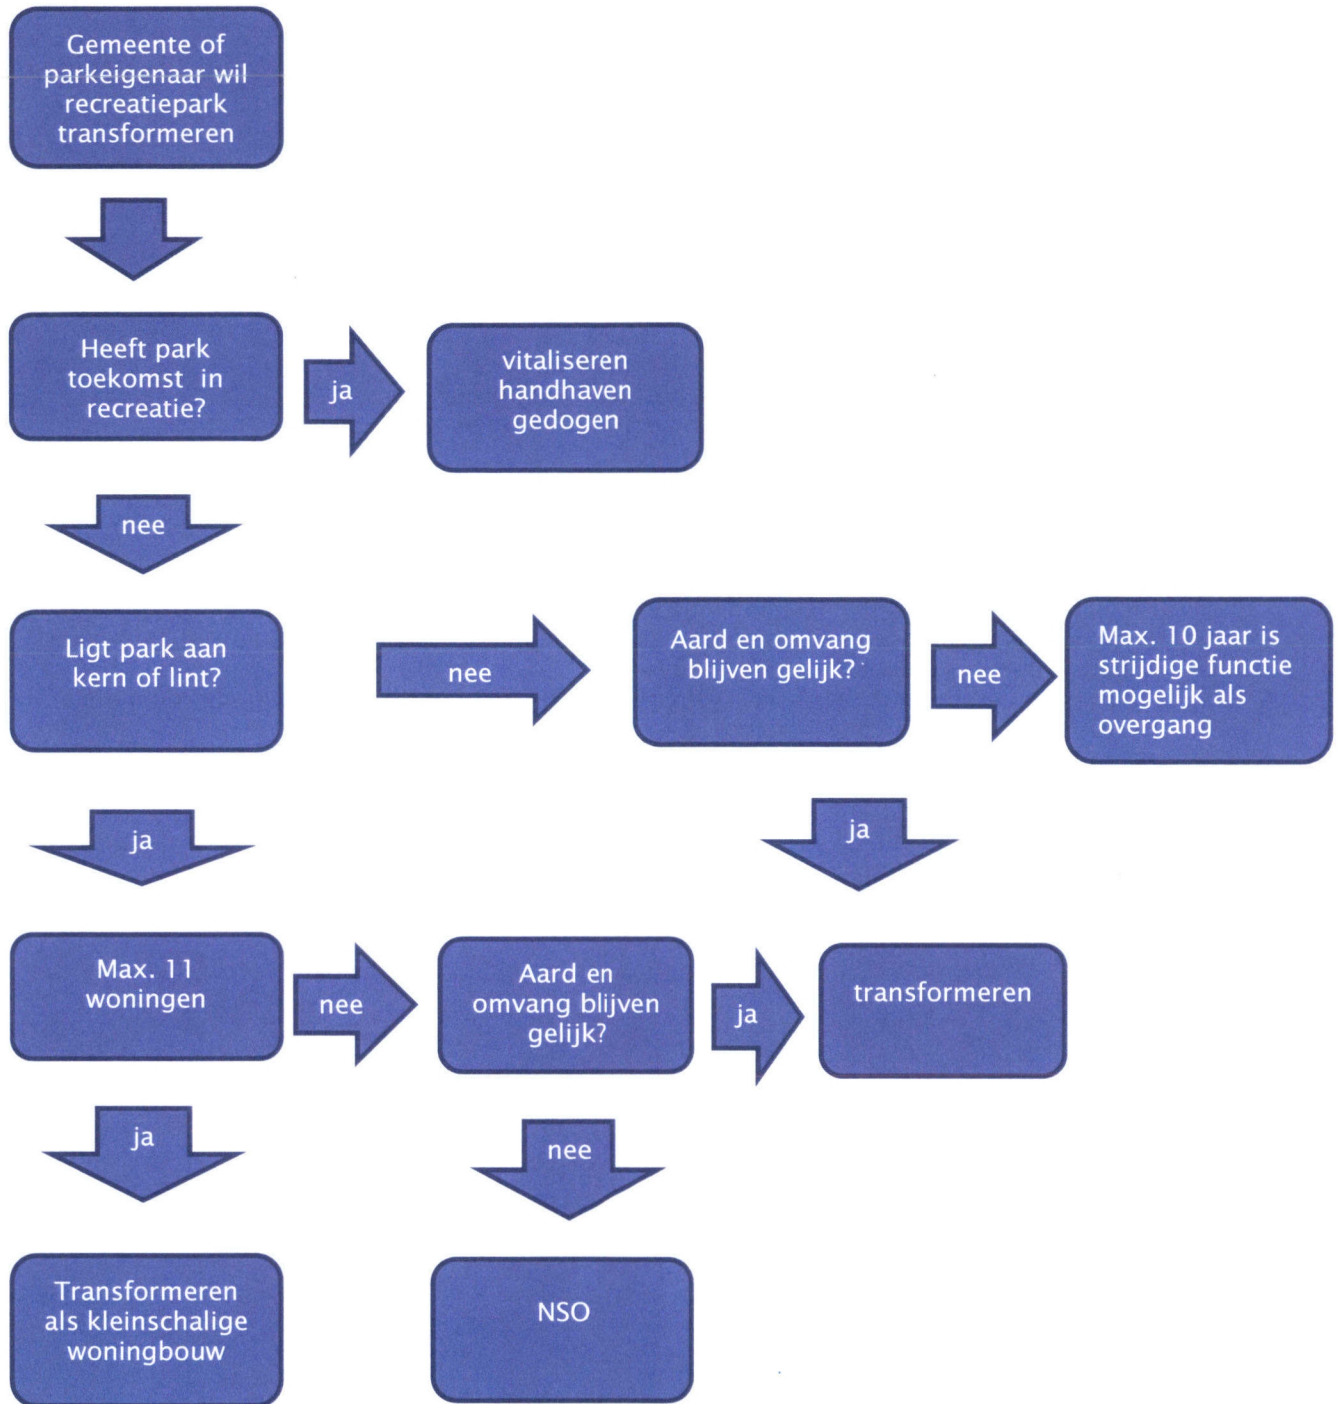 Gemeente of
parkeigenaar wil
recreatiepark
transformeren
Heeft park
toekomst in
recreatie?
ja
vitaliseren
handhaven
gedogen
nee
Ligt park aan
kern of lint?
nee
Aard en omvang
blijven gelijk?
nee
Max. 10 jaar is
strijdige functie
mogelijk als
overgang
ja
ja
Max. 11
woningen
nee
Aard en
omvang blijven
gelijk?
ja
transformeren
ja
nee
Transformeren
als kleinschalige
woningbouw
NSO